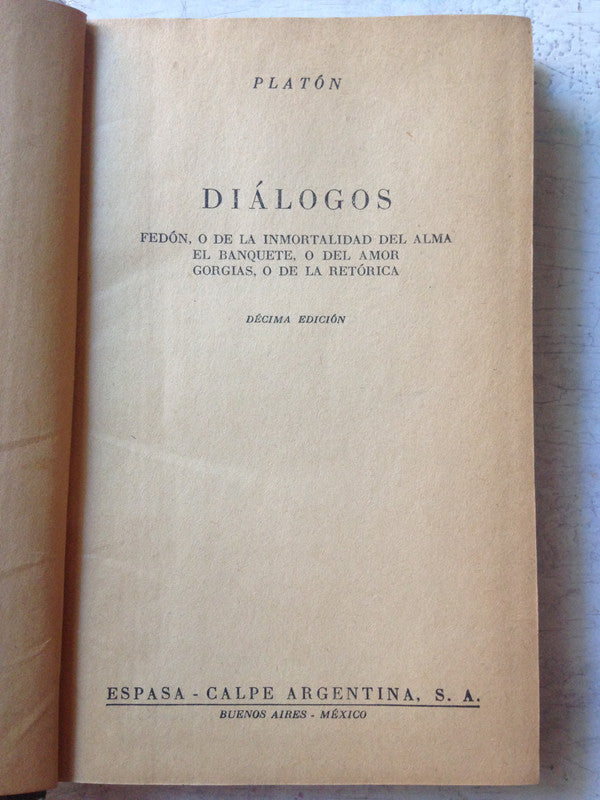 PLATÓN
DIÁLOGOS
FEDÓN, O DE LA INMORTALIDAD DEL ALMA
EL BANQUETE, O DEL AMOR
GORGIAS, O DE LA RETÓRICA
DÉCIMA EDICIÓN
ESPASA - CALPE ARGENTINA, S. A.
BUENOS AIRES - MÉXICO